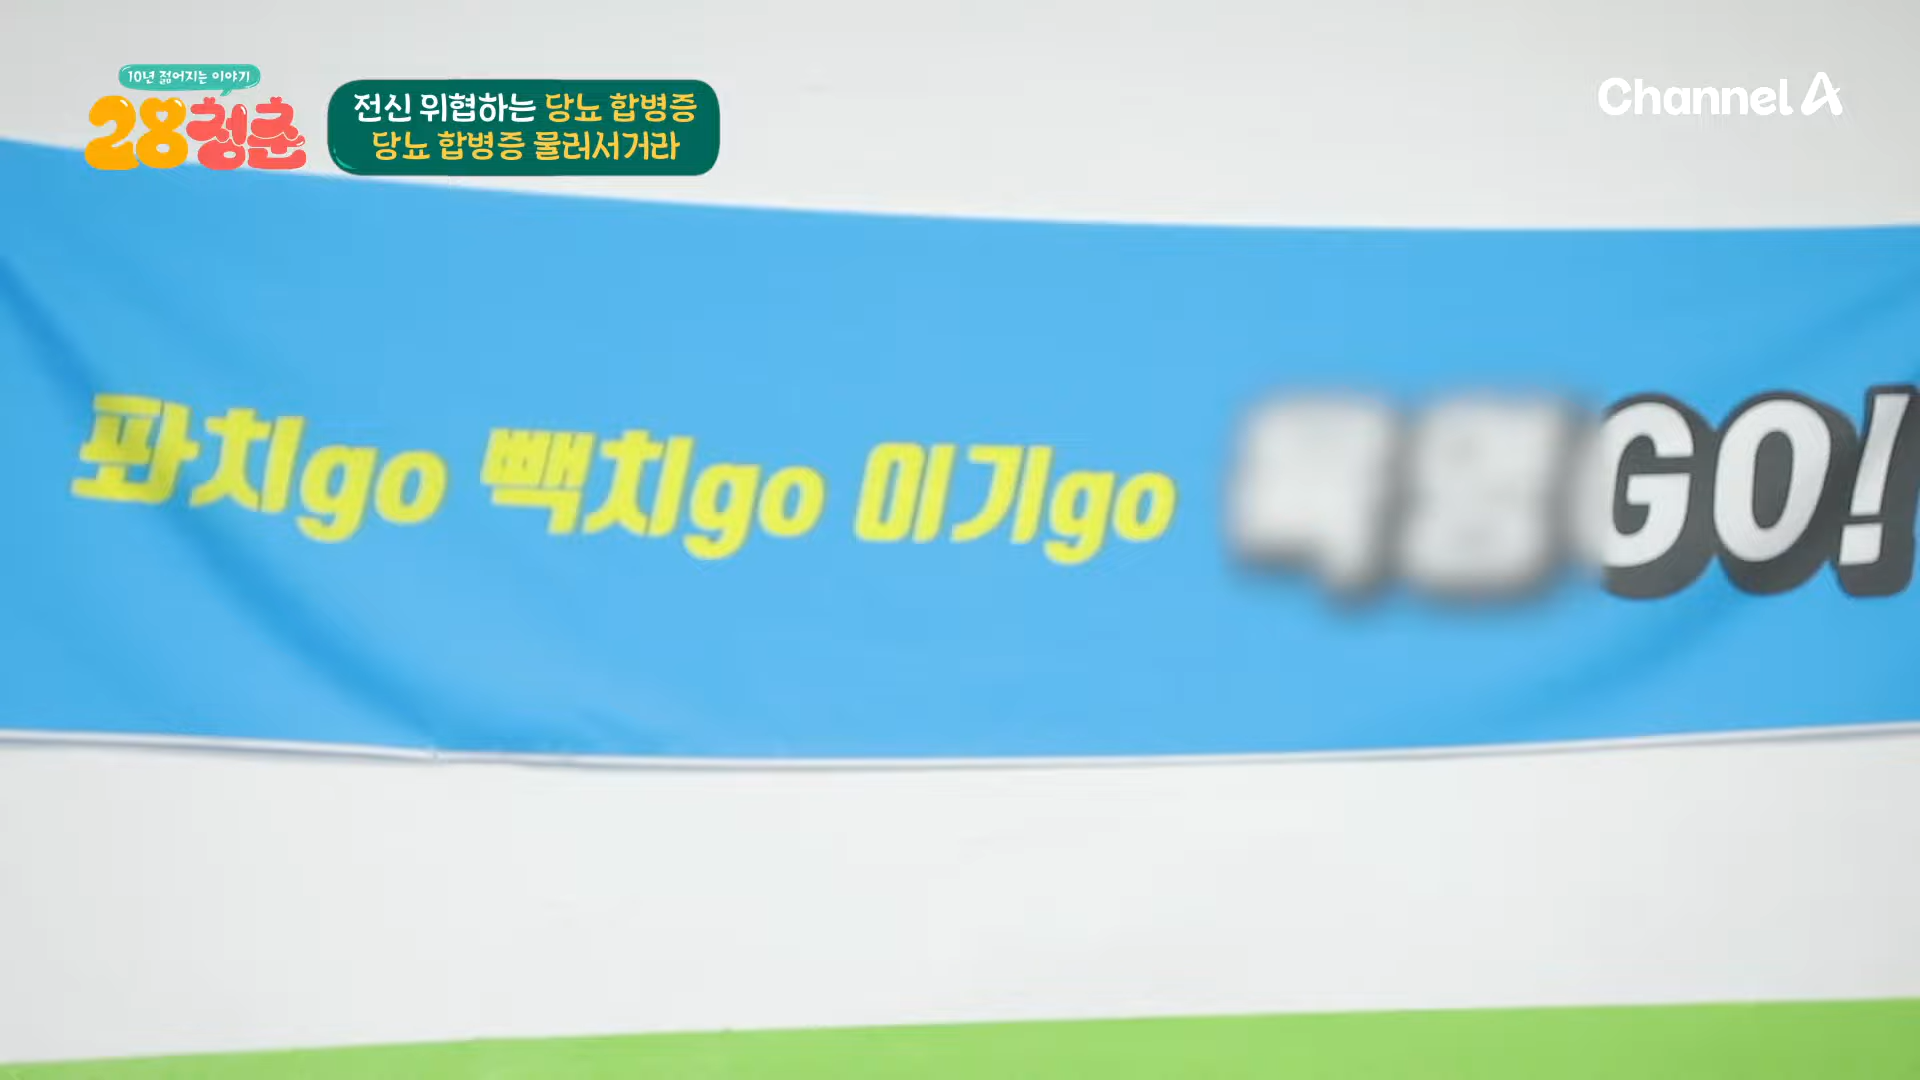 10년 젊어지는 이야기
28청춘
전신 위협하는 당뇨 합병증
당뇨 합병증 물러서거라
Channel A
퐈치go 빽치go 이기go GO!